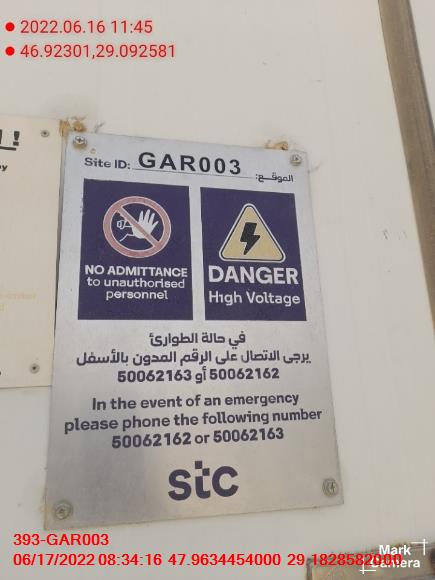 2022.06.16 11:45
46.92301,29.092581
Site ID: GAR003
الموقع:
NO ADMITTANCE
to unauthorised
personnel
DANGER
High Voltage
في حالة الطوارئ
يرجى الاتصال على الرقم المدون بالأسفل
50062162 أو 50062163
In the event of an emergency
please phone the following number
50062162 or 50062163
stc
393-GAR003
06/17/2022 08:34:16 47.9634454000 29.1828582000
Mark
Camera